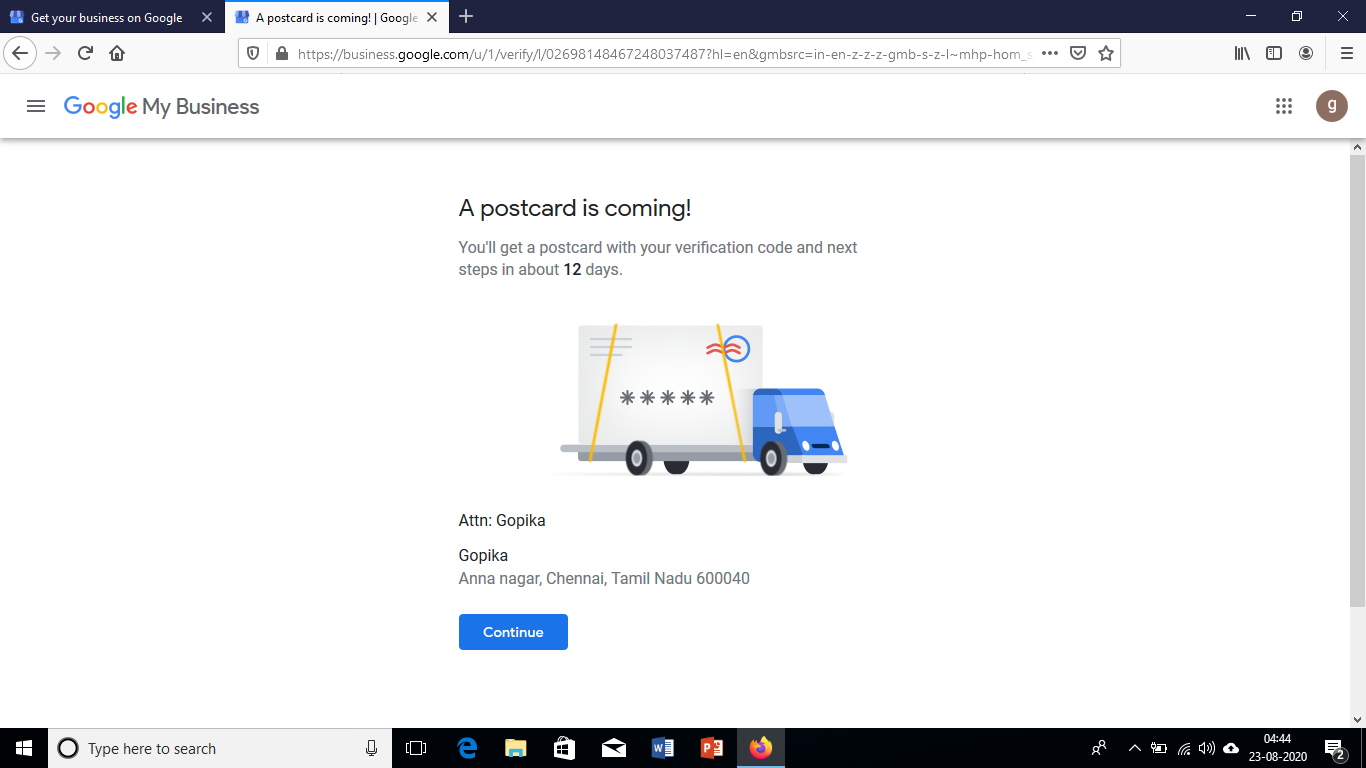 Get your business on Google
A postcard is coming! | Google
https://business.google.com/u/1/verify/l/02698148467248037487?hl=en&gmbsrc=in-en-z-z-z-gmb-s-z-l~mhp-hom_s
Google My Business
g
A postcard is coming!
You'll get a postcard with your verification code and next
steps in about 12 days.
*****
Attn: Gopika
Gopika
Anna nagar, Chennai, Tamil Nadu 600040
Continue
Type here to search
04:44
23-08-2020
2